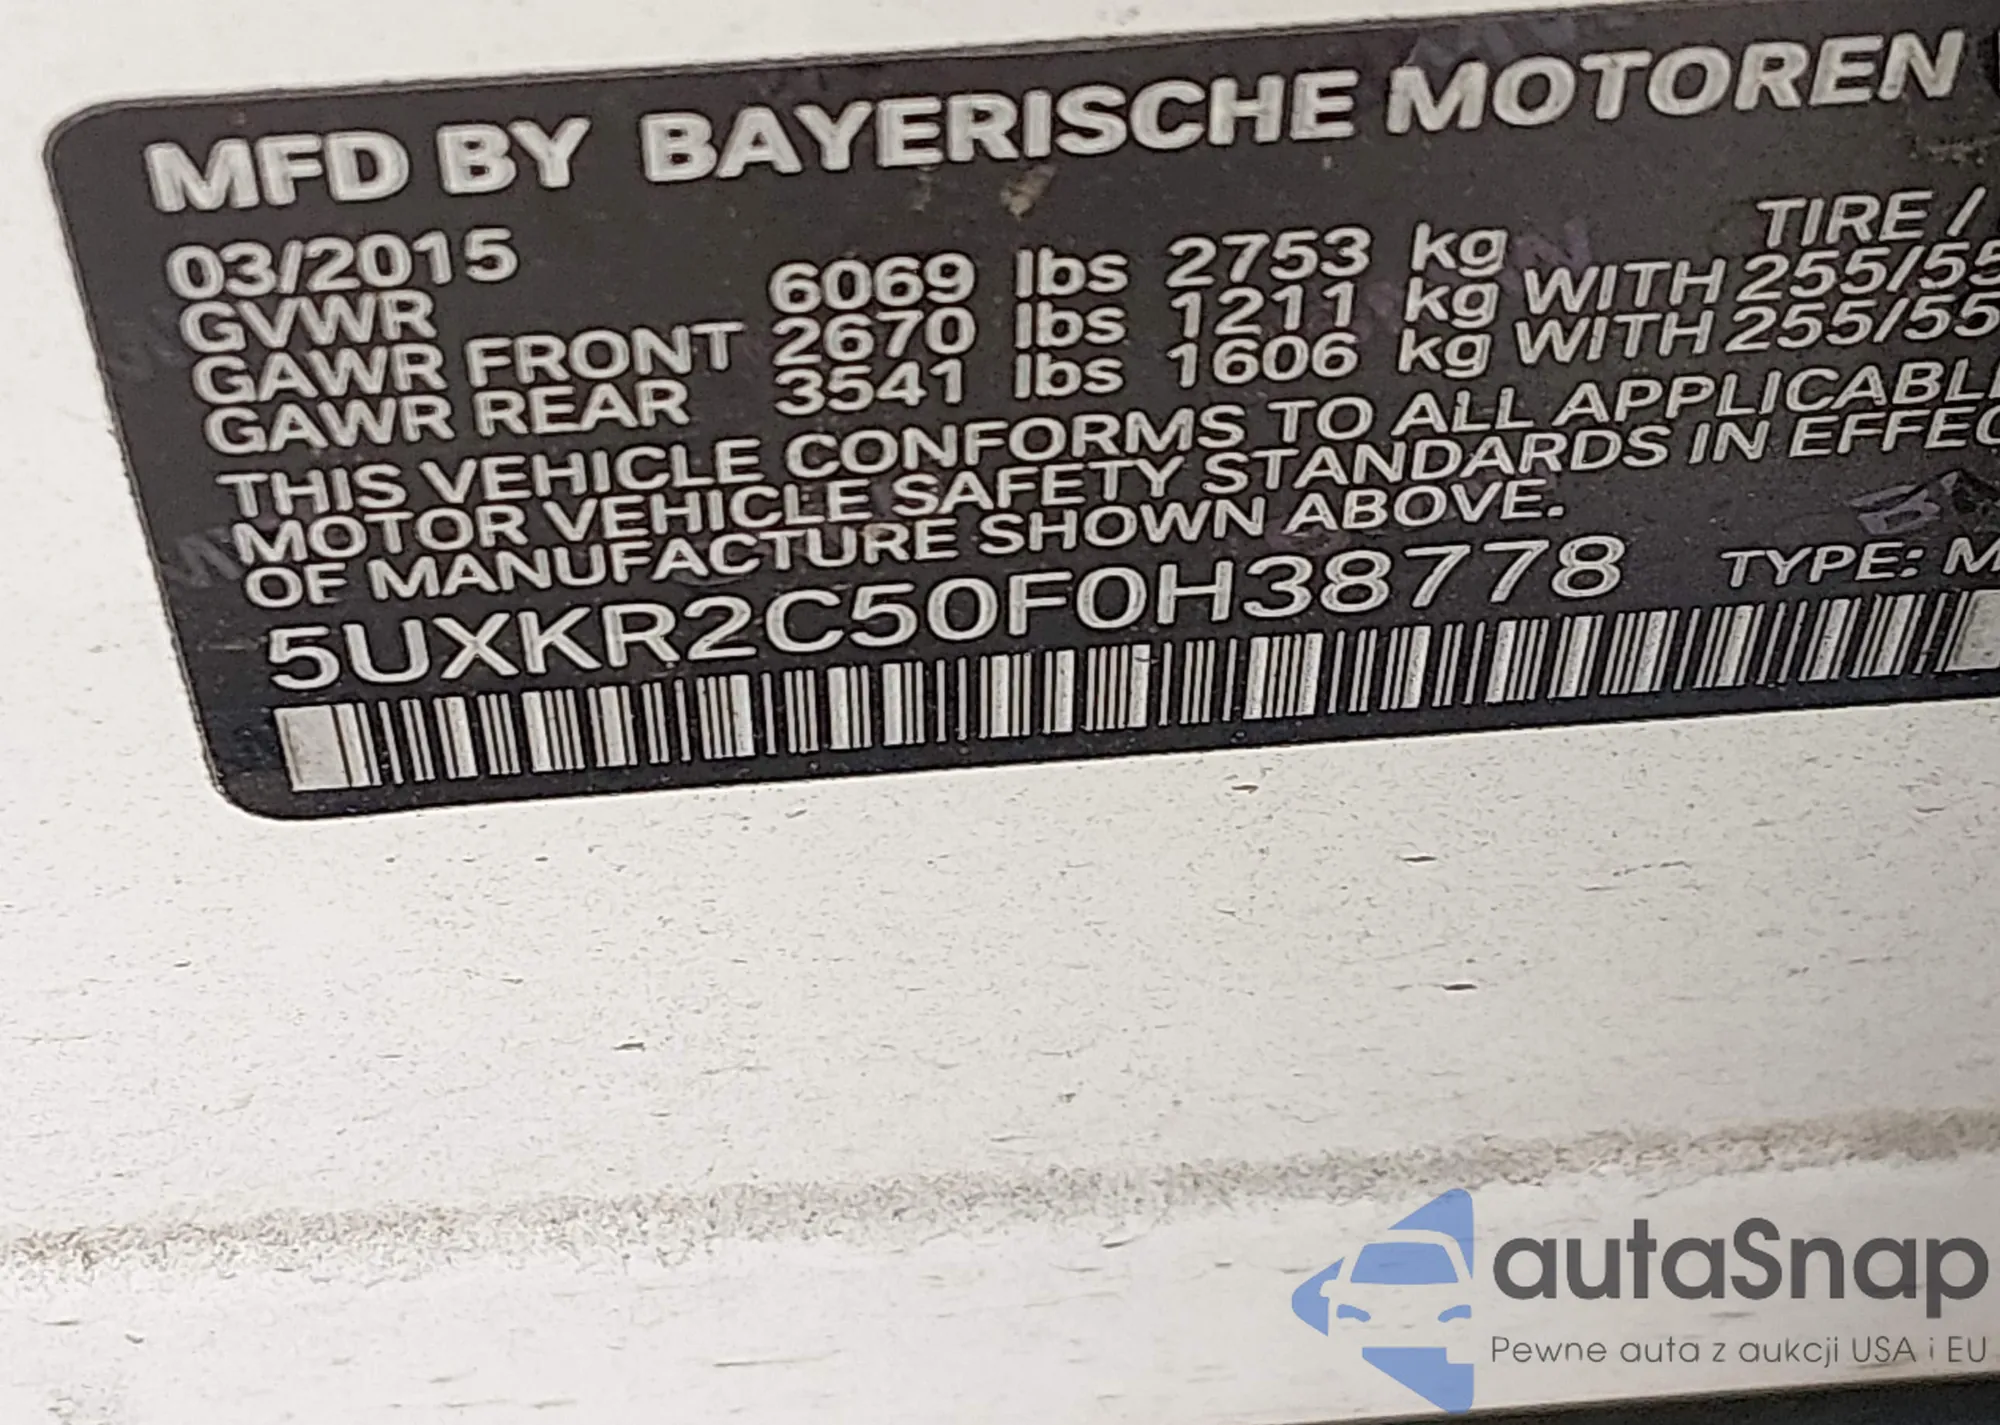 MFD BY BAYERISCHE MOTOREN
03/2015 TIRE /
GVWR 6069 lbs 2753 kg
GAWR FRONT 2670 lbs 1211 kg WITH 255/55
GAWR REAR 3541 lbs 1606 kg WITH 255/55
THIS VEHICLE CONFORMS TO ALL APPLICABL
MOTOR VEHICLE SAFETY STANDARDS IN EFFEC
OF MANUFACTURE SHOWN ABOVE.
5UXKR2C50F0H38778 TYPE: M
autaSnap
Pewne auta z aukcji USA i EU